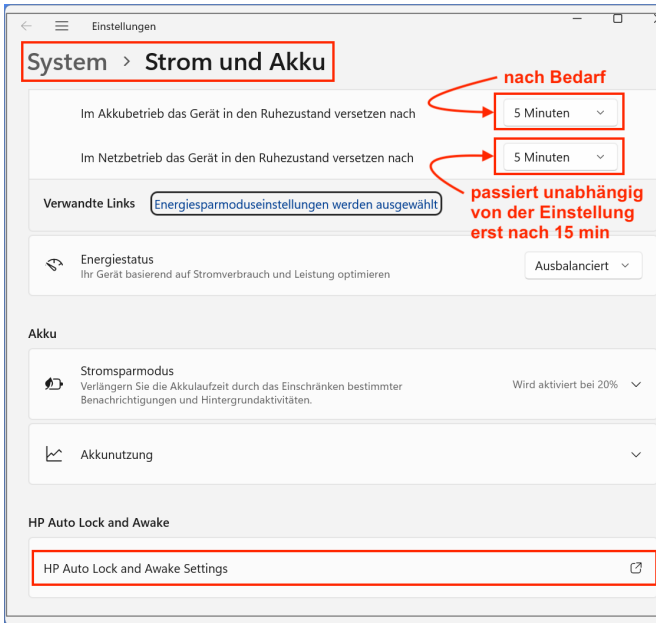 Einstellungen
System > Strom und Akku
nach Bedarf
Im Akkubetrieb das Gerät in den Ruhezustand versetzen nach
5 Minuten
Im Netzbetrieb das Gerät in den Ruhezustand versetzen nach
5 Minuten
passiert unabhängig
von der Einstellung
erst nach 15 min
Verwandte Links
Energiesparmoduseinstellungen werden ausgewählt
Energiestatus
Ihr Gerät basierend auf Stromverbrauch und Leistung optimieren
Ausbalanciert
Akku
Stromsparmodus
Verlängern Sie die Akkulaufzeit durch das Einschränken bestimmter
Benachrichtigungen und Hintergrundaktivitäten.
Wird aktiviert bei 20%
Akkunutzung
HP Auto Lock and Awake
HP Auto Lock and Awake Settings